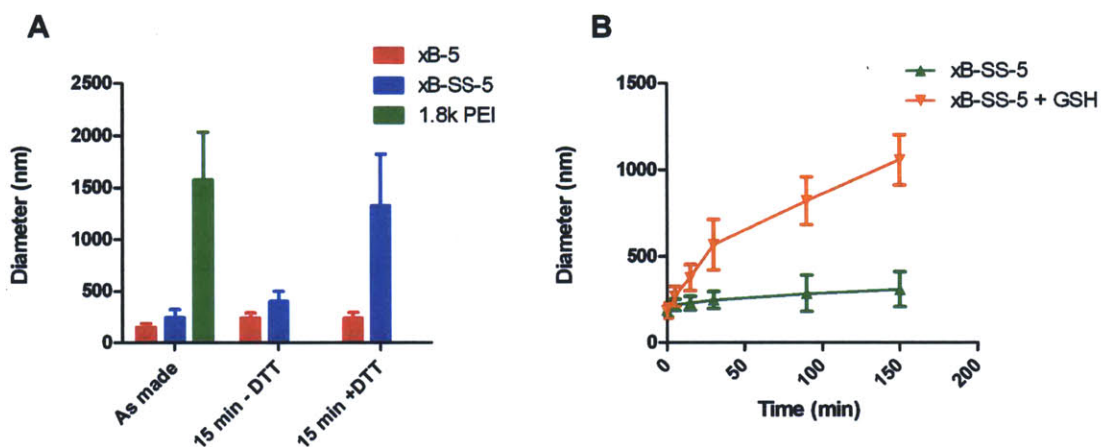 A
xB-5
xB-SS-5
1.8k PEI
2500
2000
1500
1000
500
0
Diameter (nm)
As made
15 min - DTT
15 min +DTT
B
xB-SS-5
xB-SS-5 + GSH
1500
1000
500
0
Diameter (nm)
0
50
100
150
200
Time (min)